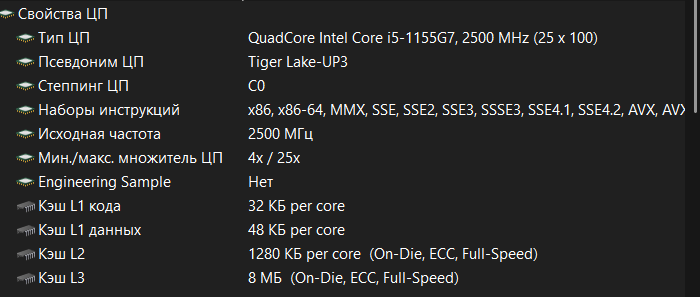 Свойства ЦП
Тип ЦП QuadCore Intel Core i5-1155G7, 2500 MHz (25 x 100)
Псевдоним ЦП Tiger Lake-UP3
Степпинг ЦП C0
Наборы инструкций x86, x86-64, MMX, SSE, SSE2, SSE3, SSSE3, SSE4.1, SSE4.2, AVX, AVX
Исходная частота 2500 МГц
Мин./макс. множитель ЦП 4x / 25x
Engineering Sample Нет
Кэш L1 кода 32 КБ per core
Кэш L1 данных 48 КБ per core
Кэш L2 1280 КБ per core (On-Die, ECC, Full-Speed)
Кэш L3 8 МБ (On-Die, ECC, Full-Speed)